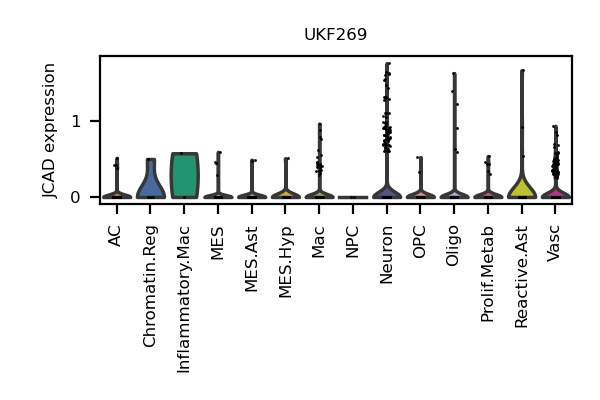 UKF269
JCAD expression
1
0
AC
Chromatin.Reg
Inflammatory.Mac
MES
MES.Ast
MES.Hyp
Mac
NPC
Neuron
OPC
Oligo
Prolif.Metab
Reactive.Ast
Vasc